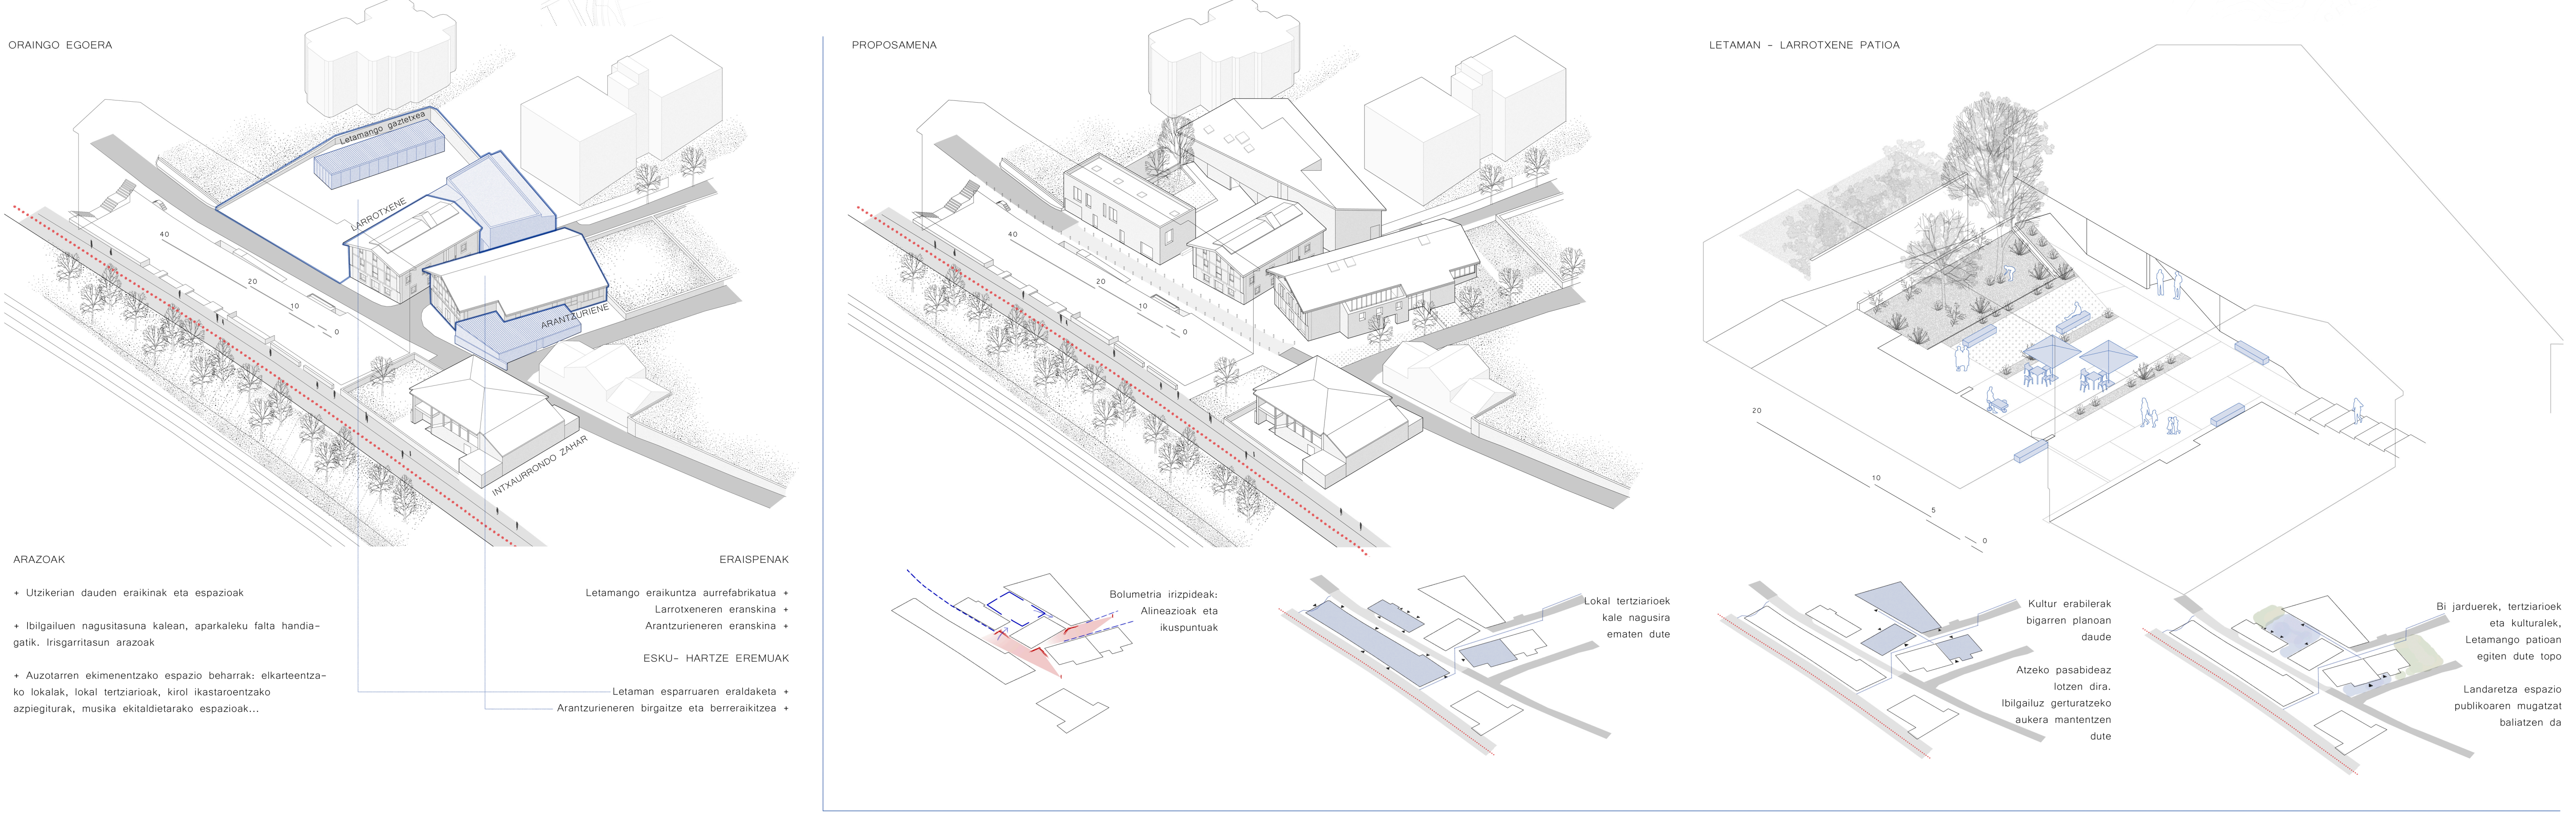 ORAINGO EGOERA
Letamango gaztetxea
LARROTXENE
ARANTZURIENE
INTXAURRONDO ZAHAR
40
20
10
0
ARAZOAK
+ Utzikerian dauden eraikinak eta espazioak
+ Ibilgailuen nagusitasuna kalean, aparkaleku falta handia-
gatik. Irisgarritasun arazoak
+ Auzotarren ekimenentzako espazio beharrak: elkarteentza-
ko lokalak, lokal tertziarioak, kirol ikastaroentzako
azpiegiturak, musika ekitaldietarako espazioak...
ERAISPENAK
Letamango eraikuntza aurrefabrikatua +
Larrotxeneren eranskina +
Arantzurieneren eranskina +
ESKU- HARTZE EREMUAK
Letaman esparruaren eraldaketa +
Arantzurieneren birgaitze eta berreraikitzea +
PROPOSAMENA
40
20
10
0
Bolumetria irizpideak:
Alineazioak eta
ikuspuntuak
Lokal tertziarioek
kale nagusira
ematen dute
LETAMAN - LARROTXENE PATIOA
20
10
5
0
Kultur erabilerak
bigarren planoan
daude
Atzeko pasabideaz
lotzen dira.
Ibilgailuz gerturatzeko
aukera mantentzen
dute
Bi jarduerek, tertziarioek
eta kulturalek,
Letamango patioan
egiten dute topo
Landaretza espazio
publikoaren mugatzat
baliatzen da